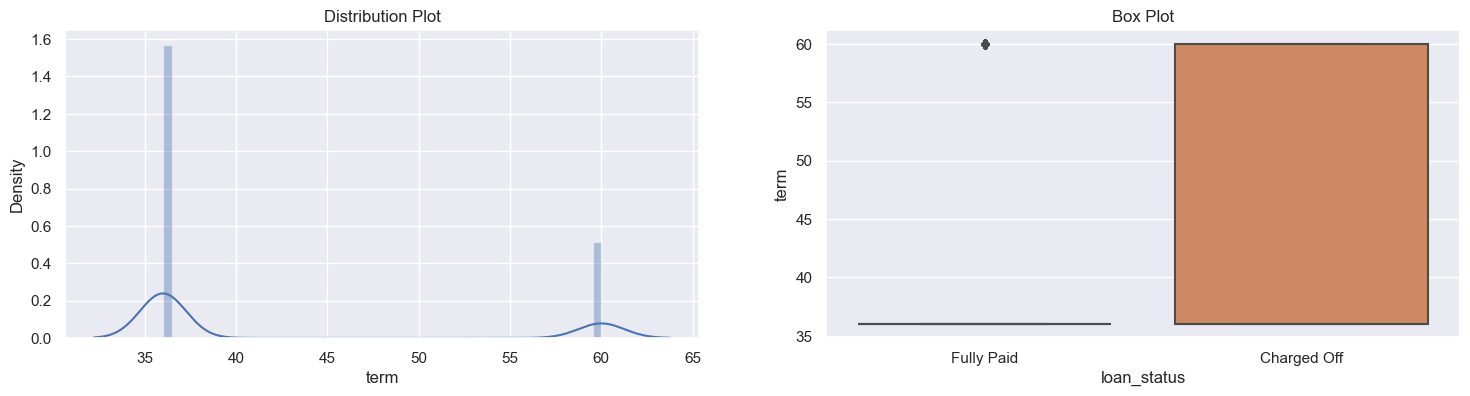 Distribution Plot
Density
1.6
1.4
1.2
1.0
0.8
0.6
0.4
0.2
0.0
35 40 45 50 55 60 65
term
Box Plot
term
60
55
50
45
40
35
Fully Paid Charged Off
loan_status